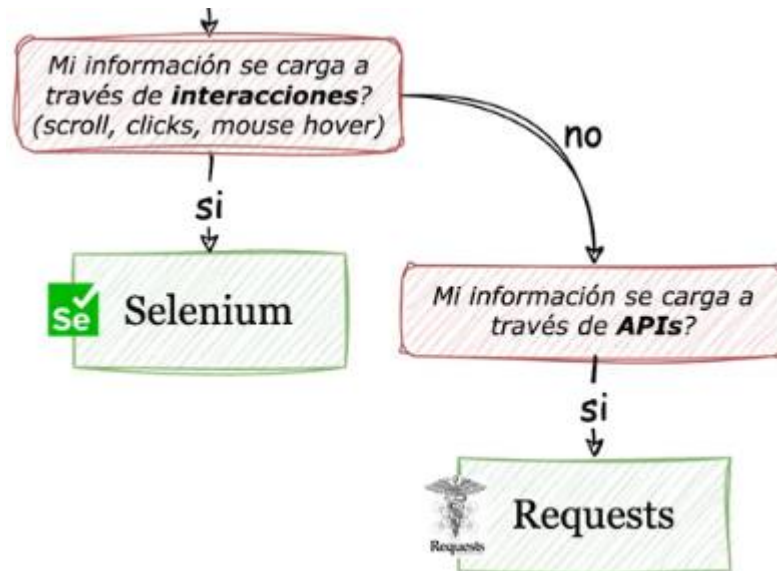 Mi información se carga a
través de interacciones?
(scroll, clicks, mouse hover)
no
si
Se
Selenium
Mi información se carga a
través de APIs?
si
Requests
Requests